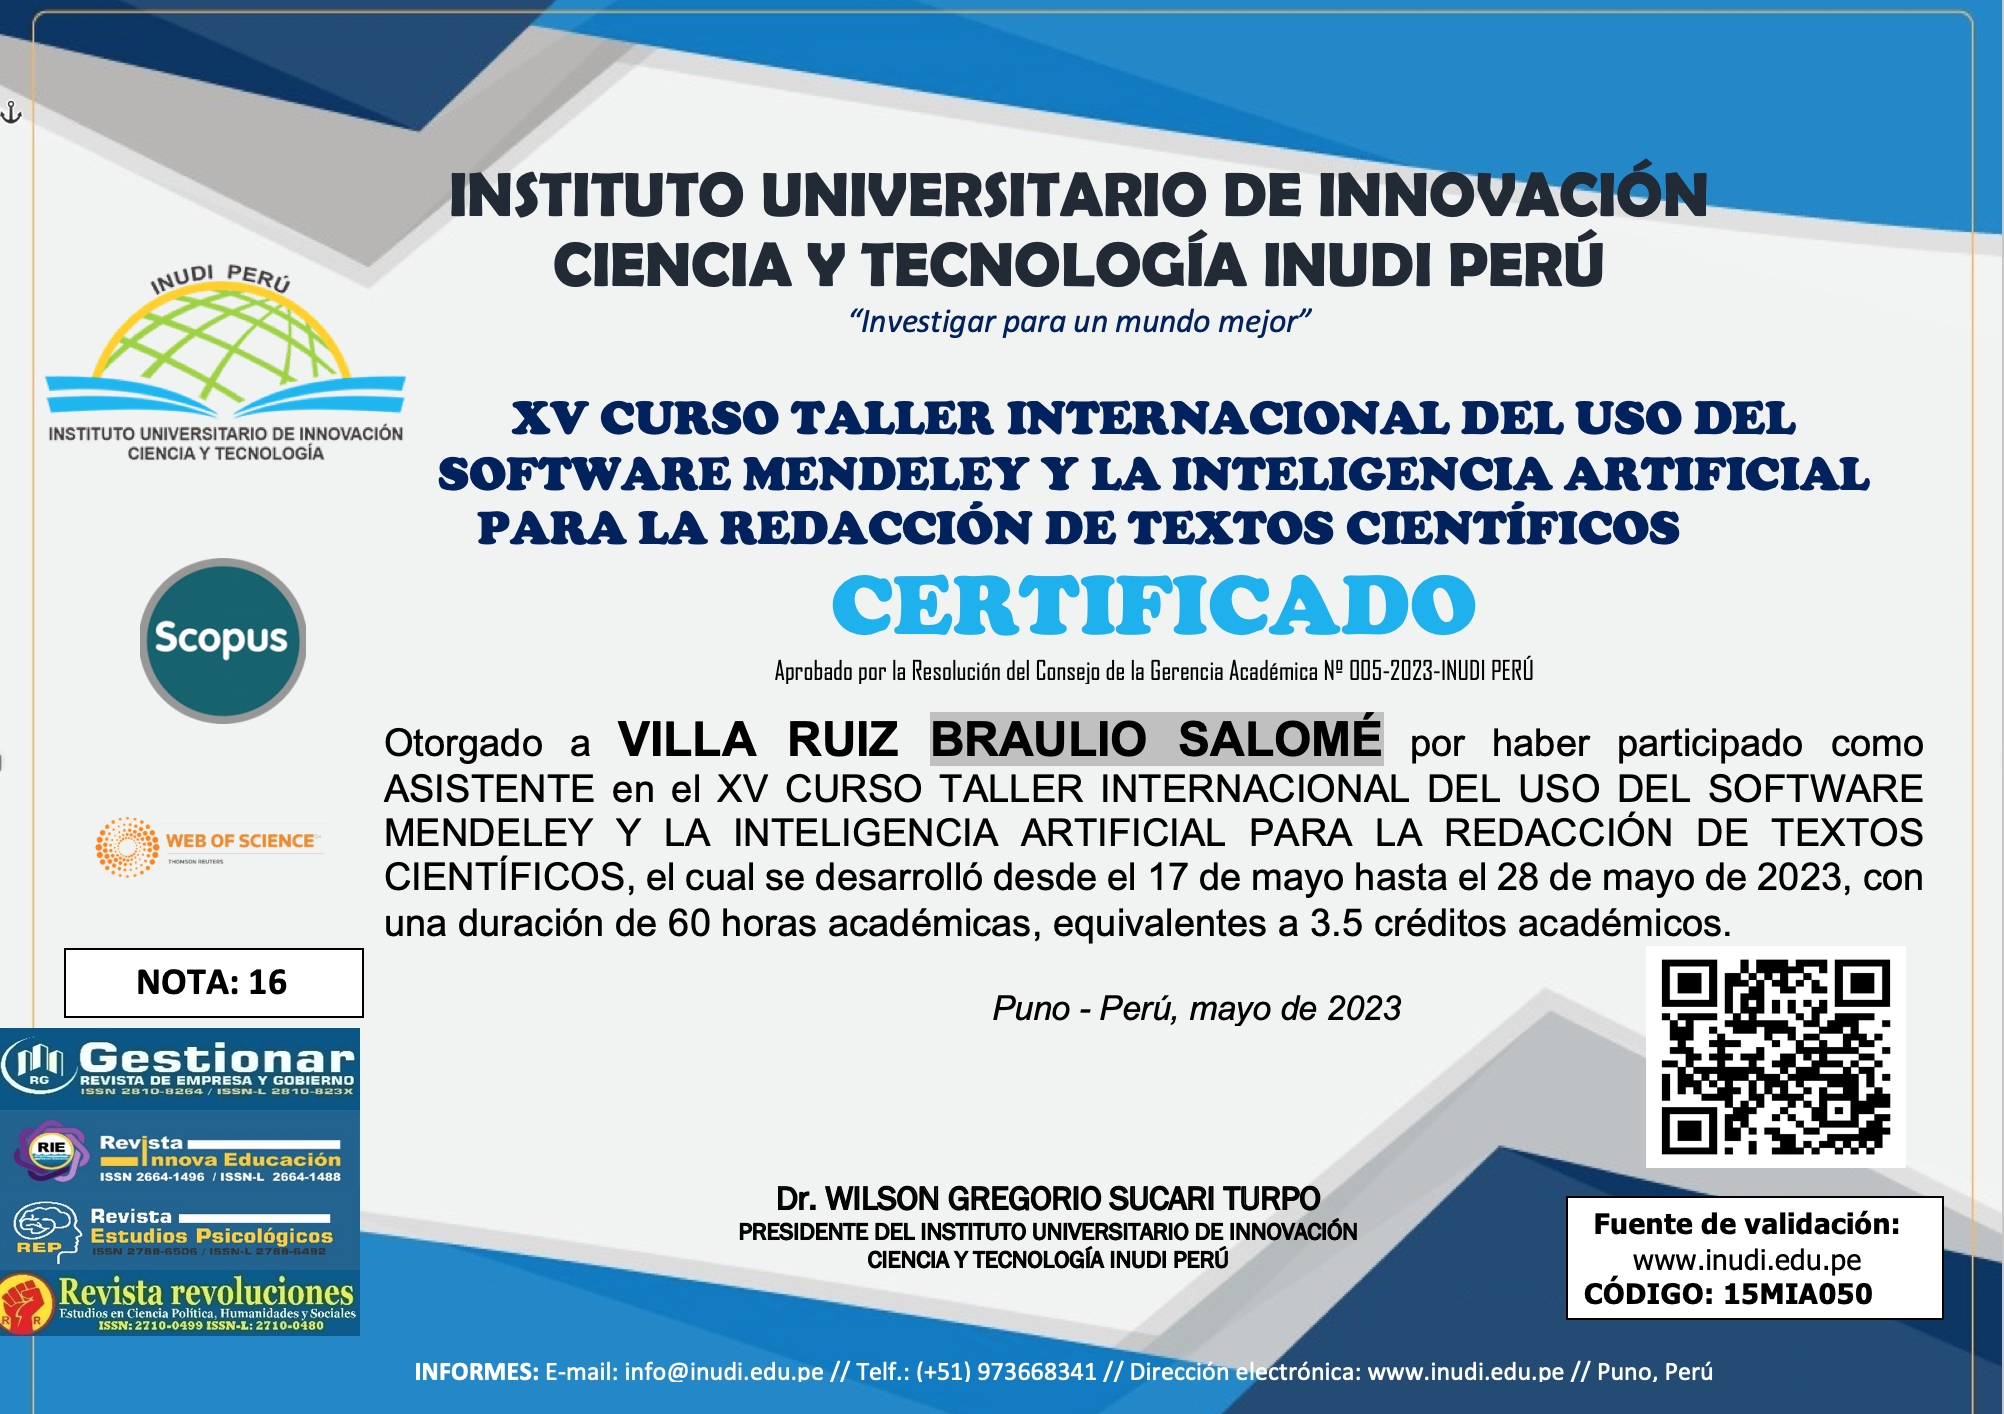 INSTITUTO UNIVERSITARIO DE INNOVACIÓN
CIENCIA Y TECNOLOGÍA INUDI PERÚ
“Investigar para un mundo mejor”
INUDI PERÚ
INSTITUTO UNIVERSITARIO DE INNOVACIÓN
CIENCIA Y TECNOLOGÍA
XV CURSO TALLER INTERNACIONAL DEL USO DEL
SOFTWARE MENDELEY Y LA INTELIGENCIA ARTIFICIAL
PARA LA REDACCIÓN DE TEXTOS CIENTÍFICOS
CERTIFICADO
Scopus
Aprobado por la Resolución del Consejo de la Gerencia Académica Nº 005-2023-INUDI PERÚ
Otorgado a VILLA RUIZ BRAULIO SALOMÉ por haber participado como
ASISTENTE en el XV CURSO TALLER INTERNACIONAL DEL USO DEL SOFTWARE
MENDELEY Y LA INTELIGENCIA ARTIFICIAL PARA LA REDACCIÓN DE TEXTOS
CIENTÍFICOS, el cual se desarrolló desde el 17 de mayo hasta el 28 de mayo de 2023, con
una duración de 60 horas académicas, equivalentes a 3.5 créditos académicos.
WEB OF SCIENCE
THOMSON REUTERS
NOTA: 16
Puno - Perú, mayo de 2023
RG
Gestionar
REVISTA DE EMPRESA Y GOBIERNO
ISSN 2810-8264 / ISSN-L 2810-823X
RIE
Revista
Innova Educación
ISSN 2664-1496 / ISSN-L 2664-1488
REP
Revista
Estudios Psicológicos
ISSN 2788-6506 / ISSN-L 2788-6492
R R
Revista revoluciones
Estudios en Ciencia Política, Humanidades y Sociales
ISSN: 2710-0499 ISSN-L: 2710-0480
Dr. WILSON GREGORIO SUCARI TURPO
PRESIDENTE DEL INSTITUTO UNIVERSITARIO DE INNOVACIÓN
CIENCIA Y TECNOLOGÍA INUDI PERÚ
Fuente de validación:
www.inudi.edu.pe
CÓDIGO: 15MIA050
INFORMES: E-mail: info@inudi.edu.pe // Telf.: (+51) 973668341 // Dirección electrónica: www.inudi.edu.pe // Puno, Perú